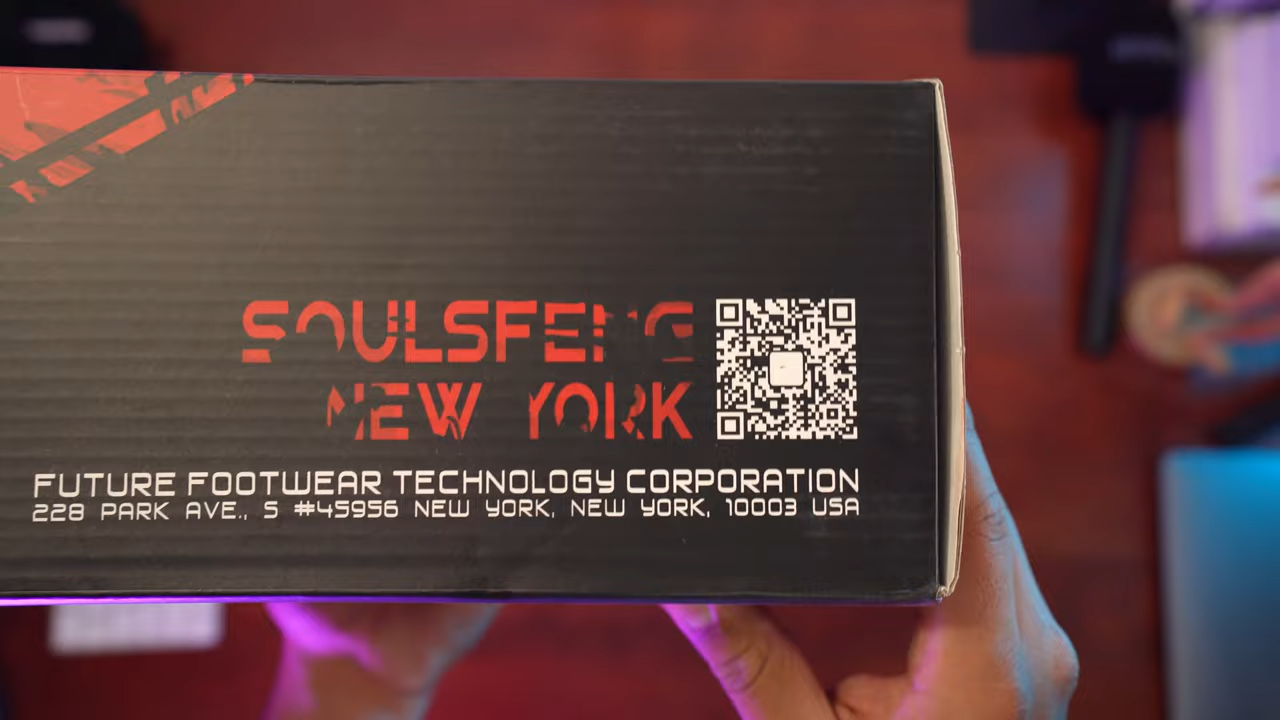 SOULSFENG
NEW YORK
FUTURE FOOTWEAR TECHNOLOGY CORPORATION
228 PARK AVE., S #45956 NEW YORK, NEW YORK, 10003 USA